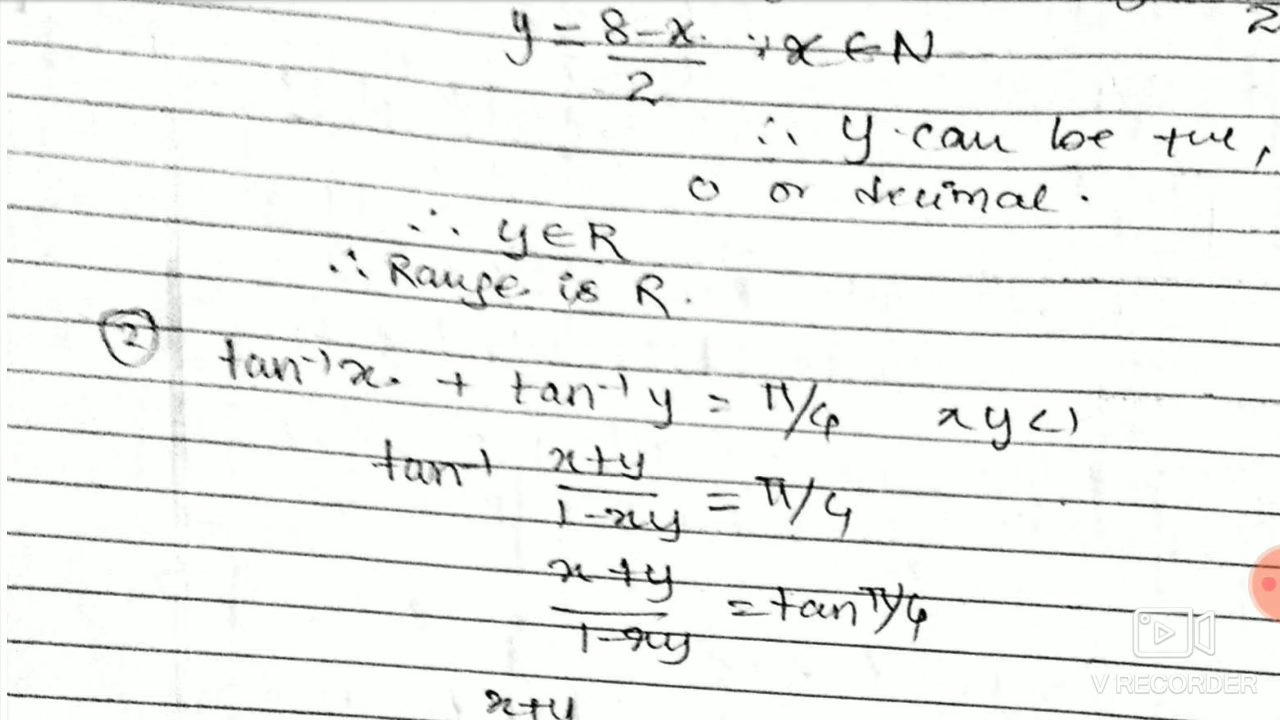 2
y = 8-x / 2 ∵ x ∈ N
∴ y can be +ve,
0 or decimal.
∴ y ∈ R
∴ Range is R.
② tan⁻¹x + tan⁻¹y = π/4 xy<1
tan⁻¹ x+y / 1-xy = π/4
x+y / 1-xy = tan π/4
x+y
V RECORDER